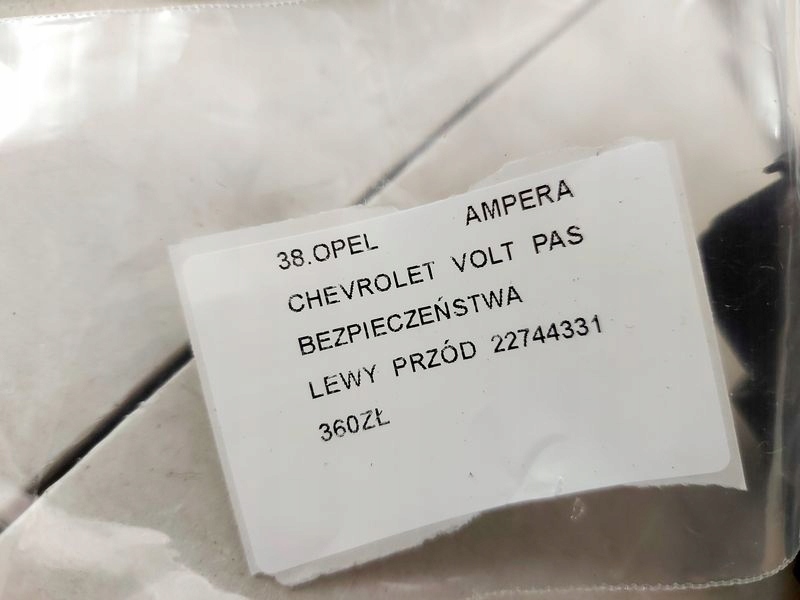 38.OPEL AMPERA
CHEVROLET VOLT PAS
BEZPIECZEŃSTWA
LEWY PRZÓD 22744331
360ZŁ